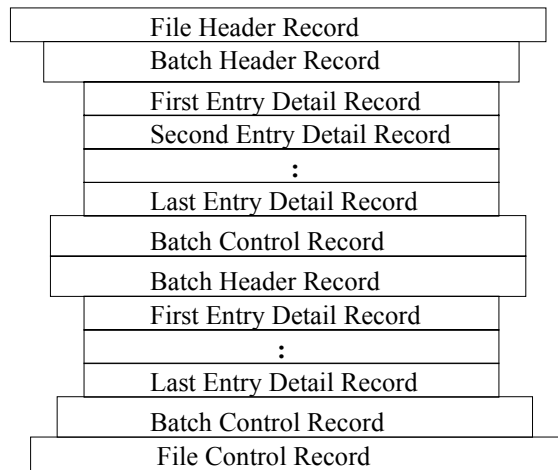 File Header Record
Batch Header Record
First Entry Detail Record
Second Entry Detail Record
:
Last Entry Detail Record
Batch Control Record
Batch Header Record
First Entry Detail Record
:
Last Entry Detail Record
Batch Control Record
File Control Record